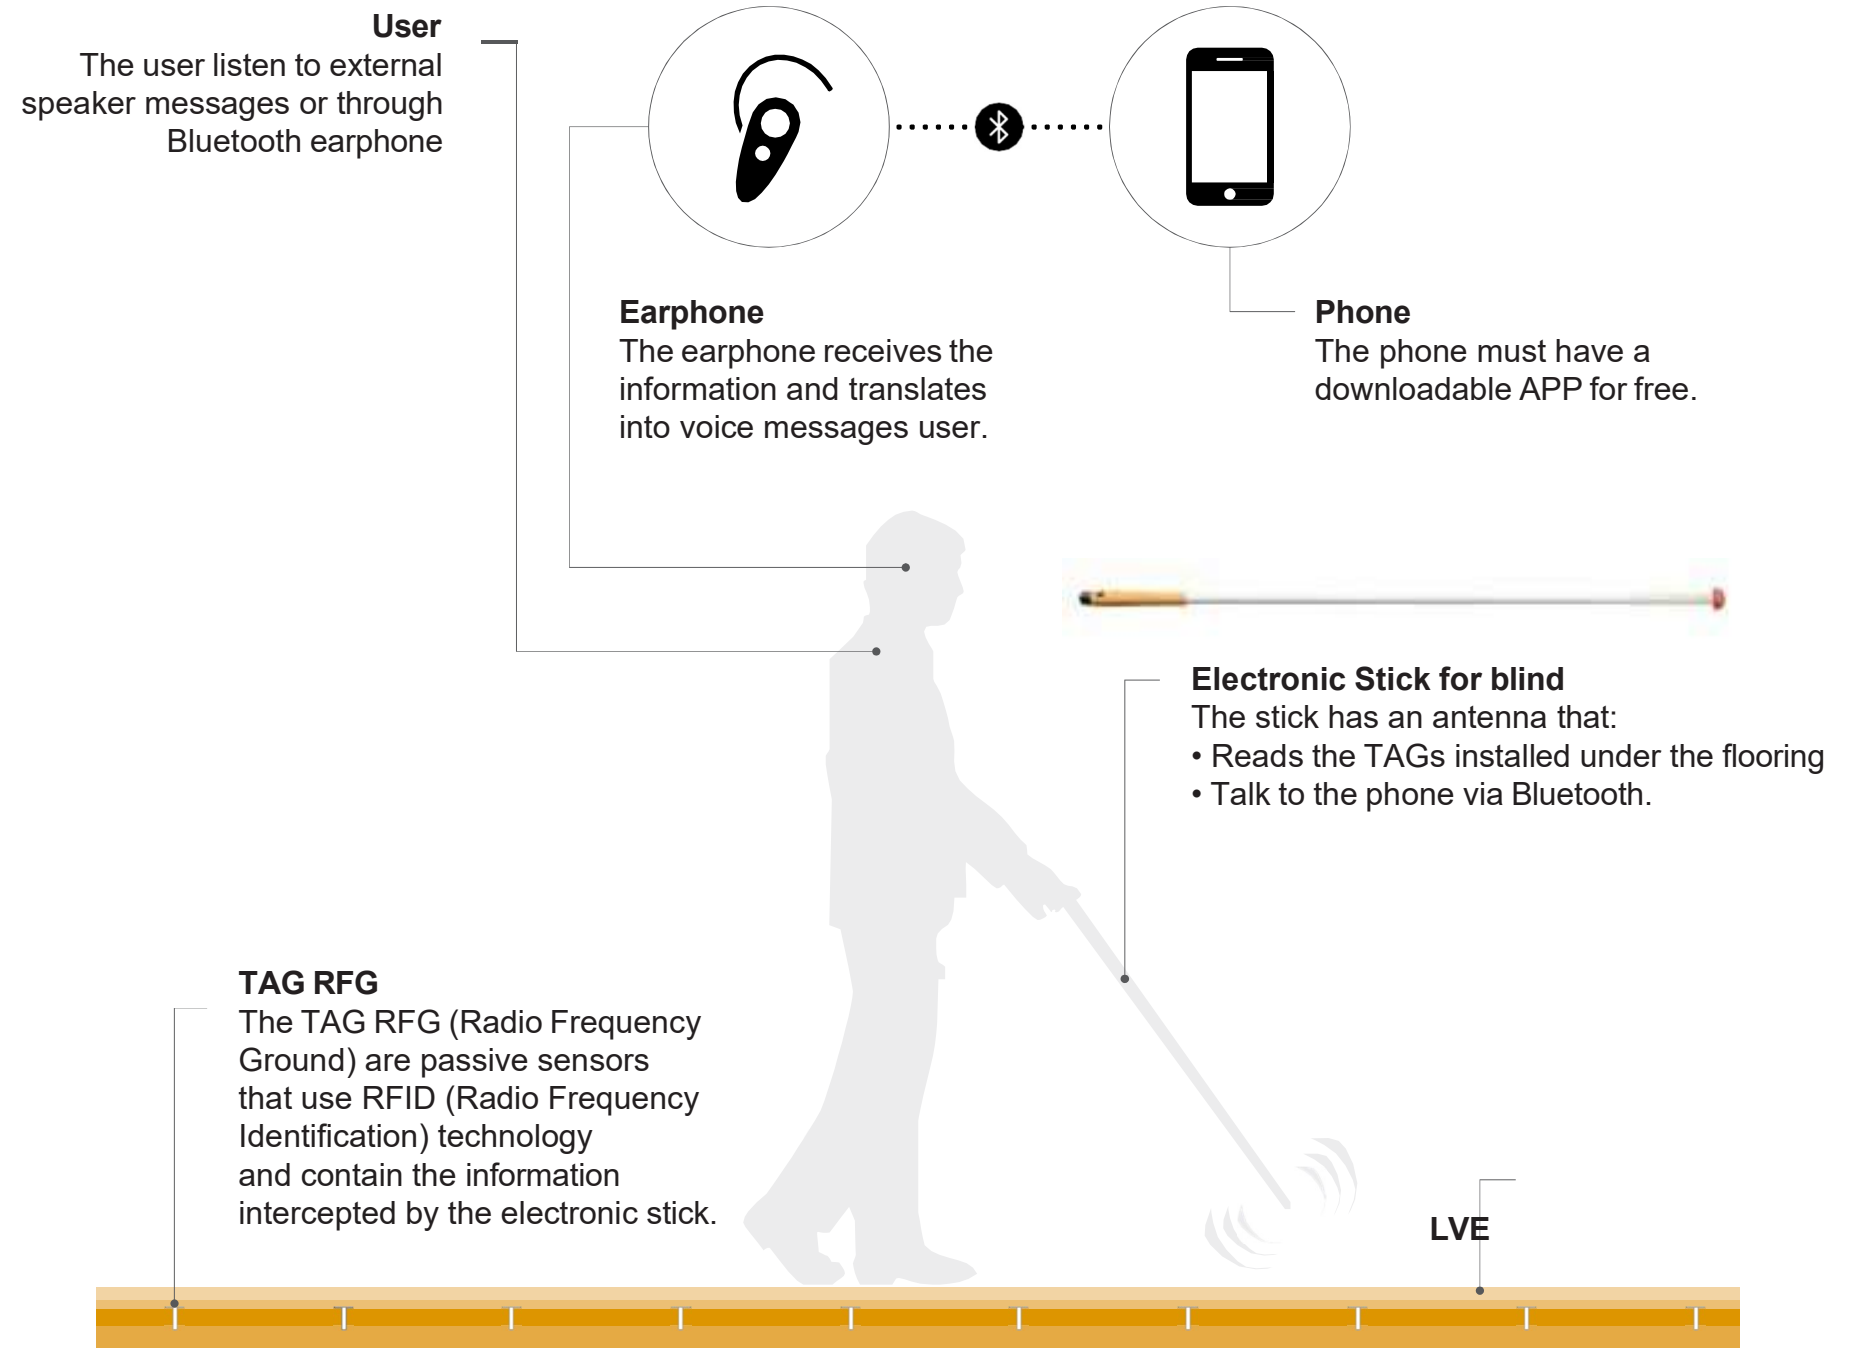 User
The user listen to external
speaker messages or through
Bluetooth earphone
Earphone
The earphone receives the
information and translates
into voice messages user.
Phone
The phone must have a
downloadable APP for free.
Electronic Stick for blind
The stick has an antenna that:
• Reads the TAGs installed under the flooring
• Talk to the phone via Bluetooth.
TAG RFG
The TAG RFG (Radio Frequency
Ground) are passive sensors
that use RFID (Radio Frequency
Identification) technology
and contain the information
intercepted by the electronic stick.
LVE